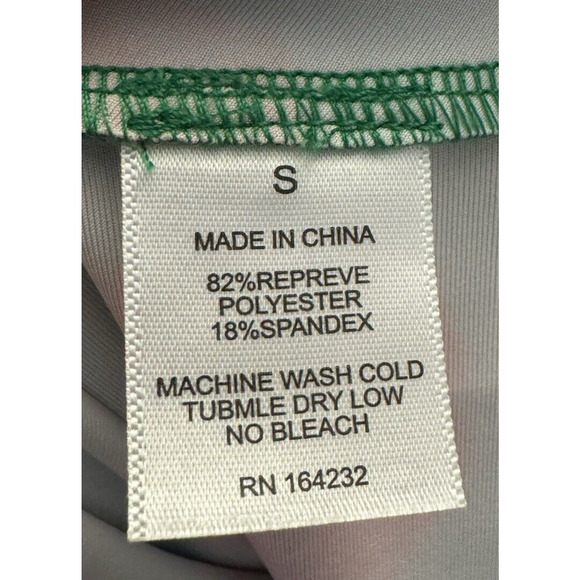 S
MADE IN CHINA
82%REPREVE
POLYESTER
18%SPANDEX
MACHINE WASH COLD
TUBMLE DRY LOW
NO BLEACH
RN 164232